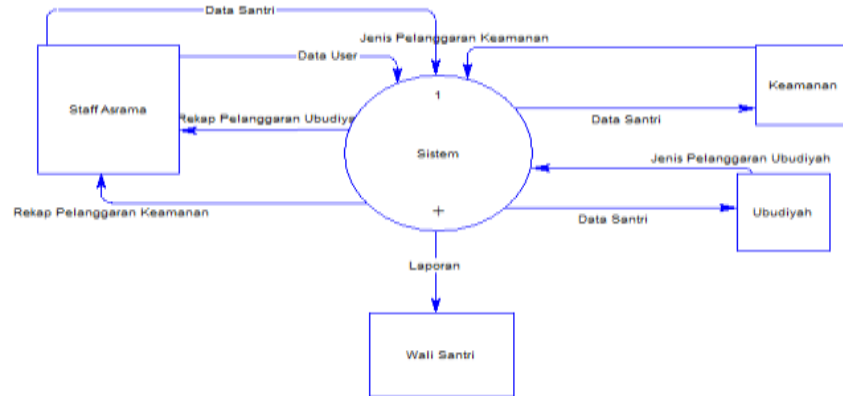 Data Santri
Jenis Pelanggaran Keamanan
Data User
Keamanan
1
Staff Asrama
Rekap Pelanggaran Ubudiya
Data Santri
Sistem
Jenis Pelanggaran Ubudiyah
Rekap Pelanggaran Keamanan
+
Data Santri
Ubudiyah
Laporan
Wali Santri